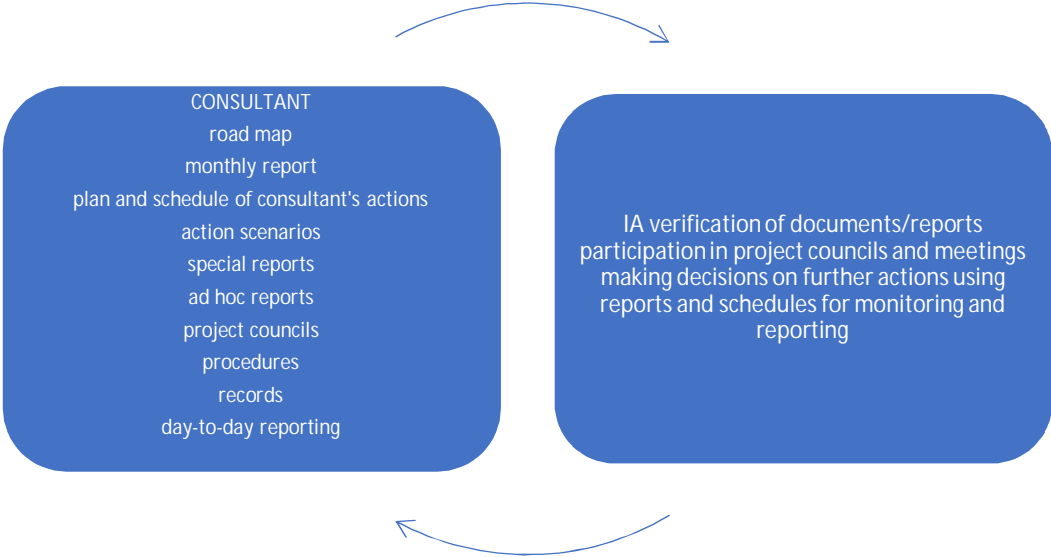 CONSULTANT
road map
monthly report
plan and schedule of consultant's actions
action scenarios
special reports
ad hoc reports
project councils
procedures
records
day-to-day reporting
IA verification of documents/reports
participation in project councils and meetings
making decisions on further actions using
reports and schedules for monitoring and
reporting